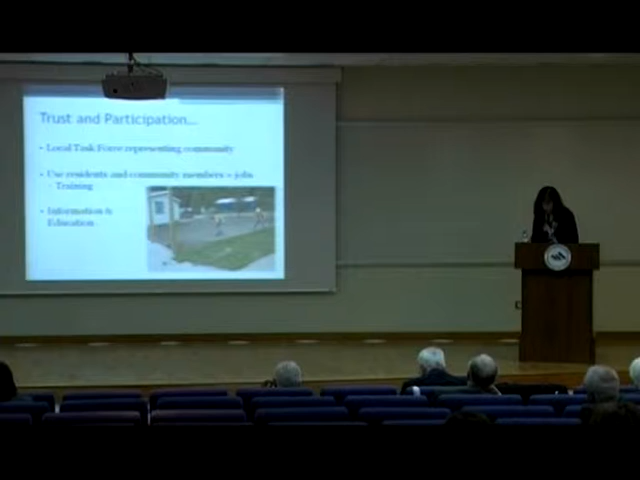 Trust and Participation...
• Local Task Force representing community
• Use residents and community members = jobs
- Training
• Information &
Education